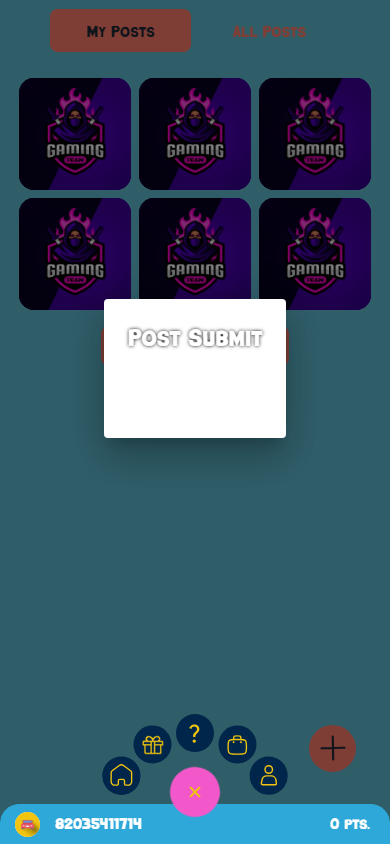 My Posts
All Posts
GAMING
TEAM
GAMING
TEAM
GAMING
TEAM
GAMING
TEAM
GAMING
TEAM
GAMING
TEAM
Post Submit
?
82035411714
0 PTS.